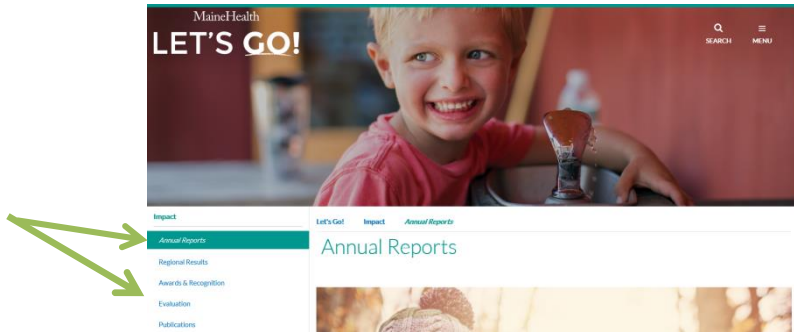 MaineHealth
LET'S GO!
SEARCH
MENU
Impact
Annual Reports
Regional Results
Awards & Recognition
Evaluation
Publications
Let's Go! Impact Annual Reports
Annual Reports